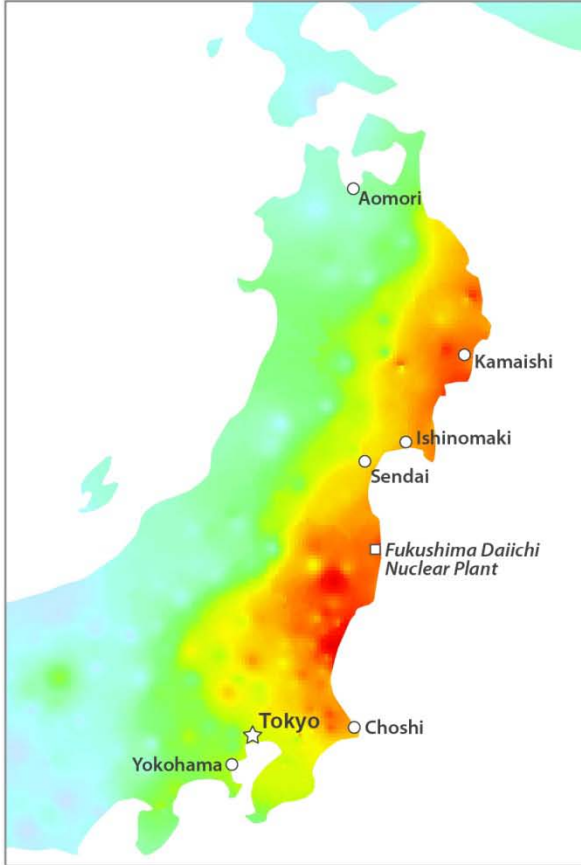 Aomori
Kamaishi
Ishinomaki
Sendai
Fukushima Daiichi
Nuclear Plant
Tokyo
Choshi
Yokohama